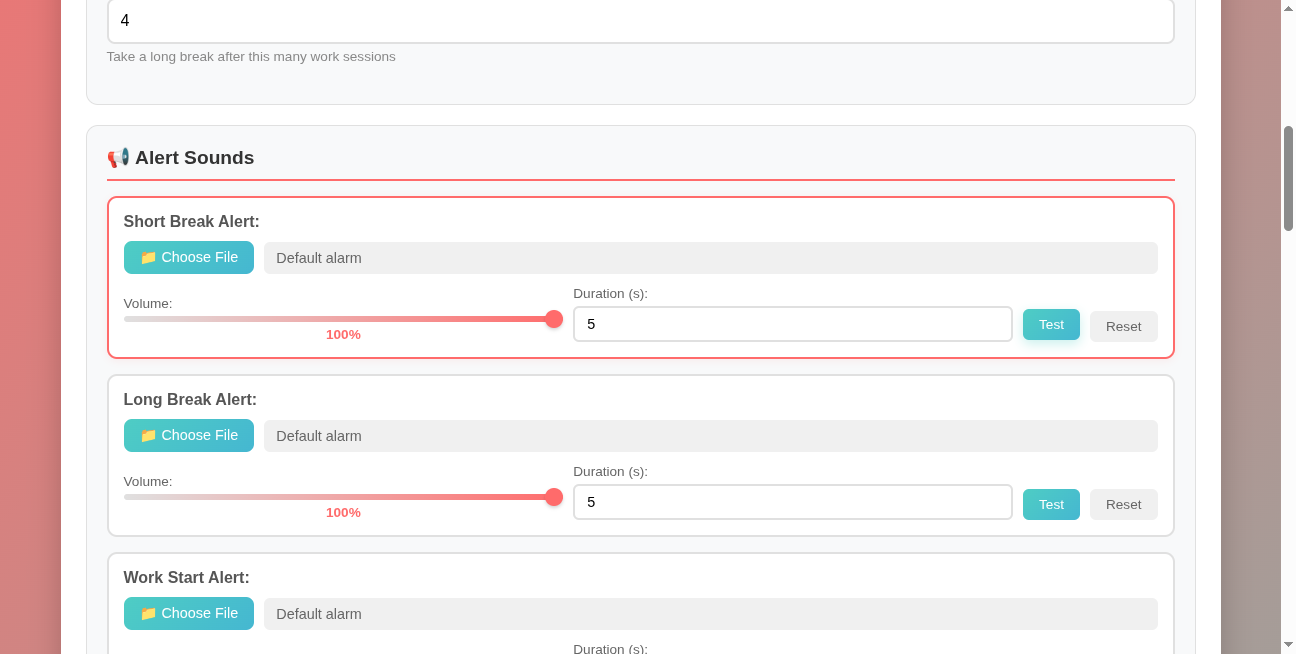 4
Take a long break after this many work sessions
📢 Alert Sounds
Short Break Alert:
📁 Choose File Default alarm
Volume: Duration (s):
5 Test Reset
100%
Long Break Alert:
📁 Choose File Default alarm
Volume: Duration (s):
5 Test Reset
100%
Work Start Alert:
📁 Choose File Default alarm
Duration (s):